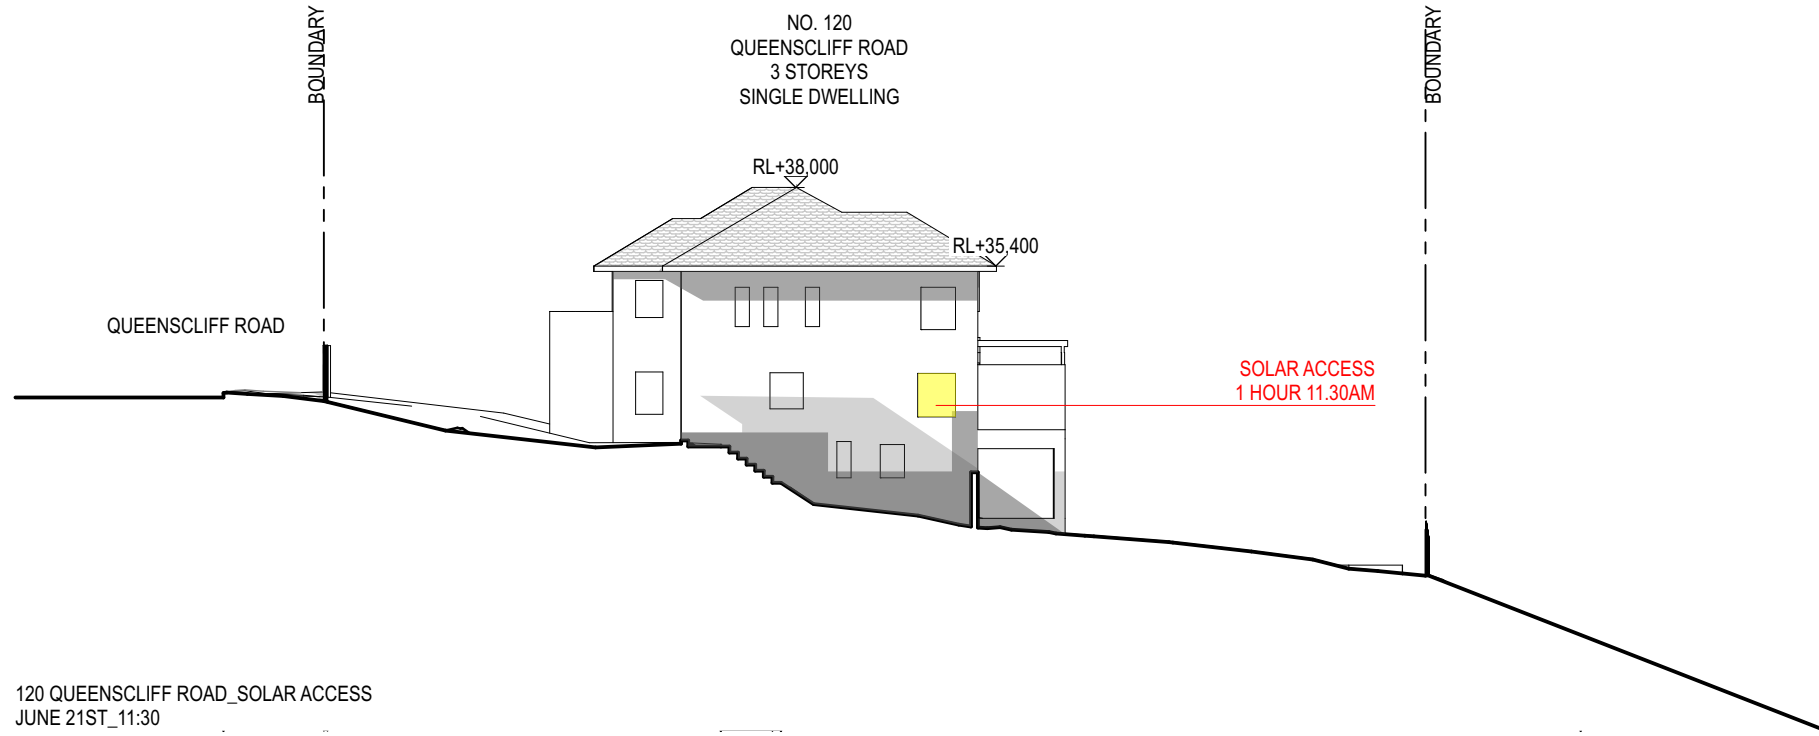 BOUNDARY
NO. 120
QUEENSCLIFF ROAD
3 STOREYS
SINGLE DWELLING
BOUNDARY
RL+38,000
RL+35,400
QUEENSCLIFF ROAD
SOLAR ACCESS
1 HOUR 11.30AM
120 QUEENSCLIFF ROAD_SOLAR ACCESS
JUNE 21ST_11:30